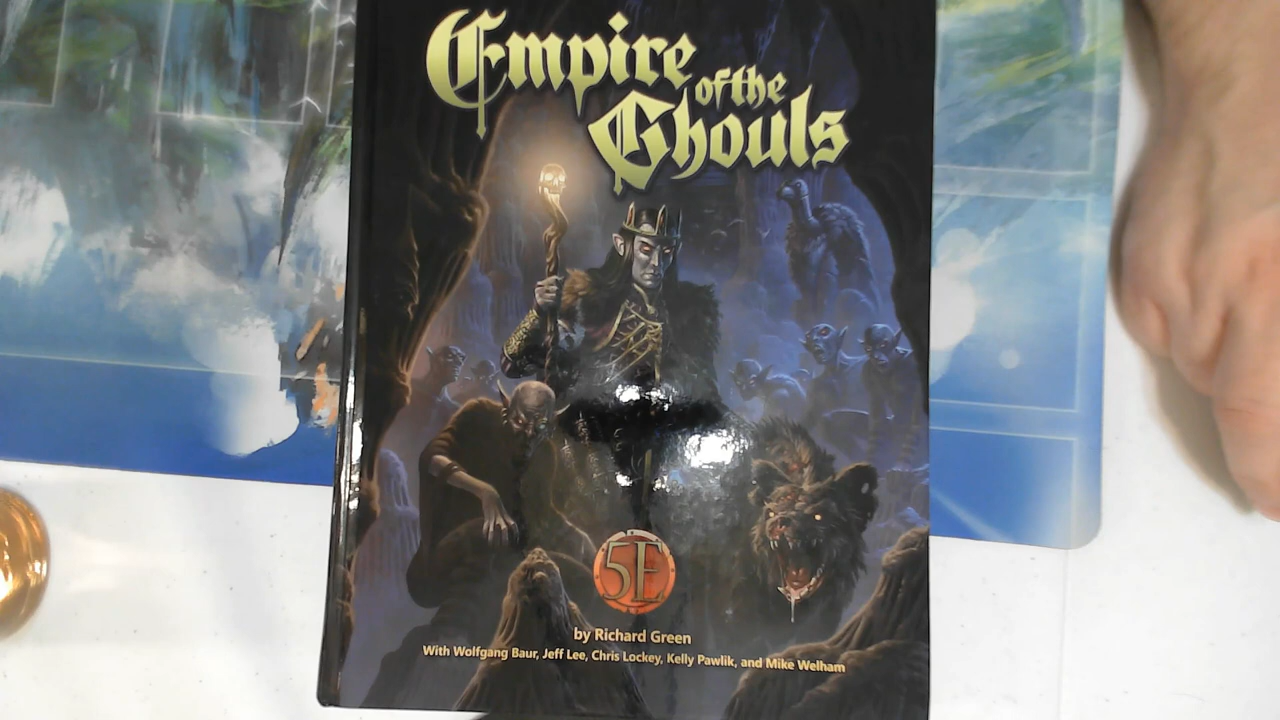 Empire
of the
Ghouls
5E
by Richard Green
With Wolfgang Baur, Jeff Lee, Chris Lockey, Kelly Pawlik, and Mike Welham